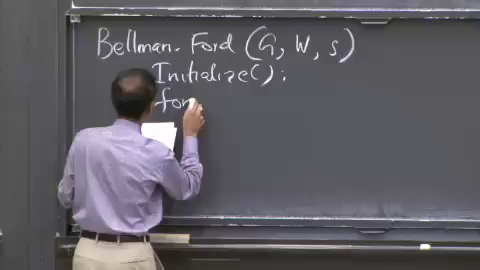 Bellman-Ford (G, W, s)
Initialize();
for